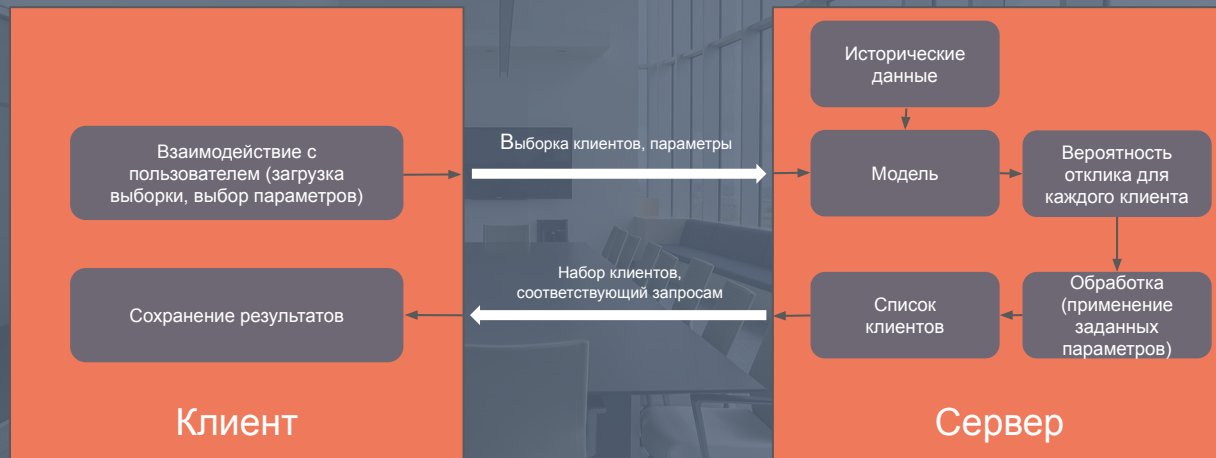 Взаимодействие с
пользователем (загрузка
выборки, выбор параметров)
Сохранение результатов
Клиент
Выборка клиентов, параметры
Набор клиентов,
соответствующий запросам
Исторические
данные
Модель
Вероятность
отклика для
каждого клиента
Обработка
(применение
заданных
параметров)
Список
клиентов
Сервер